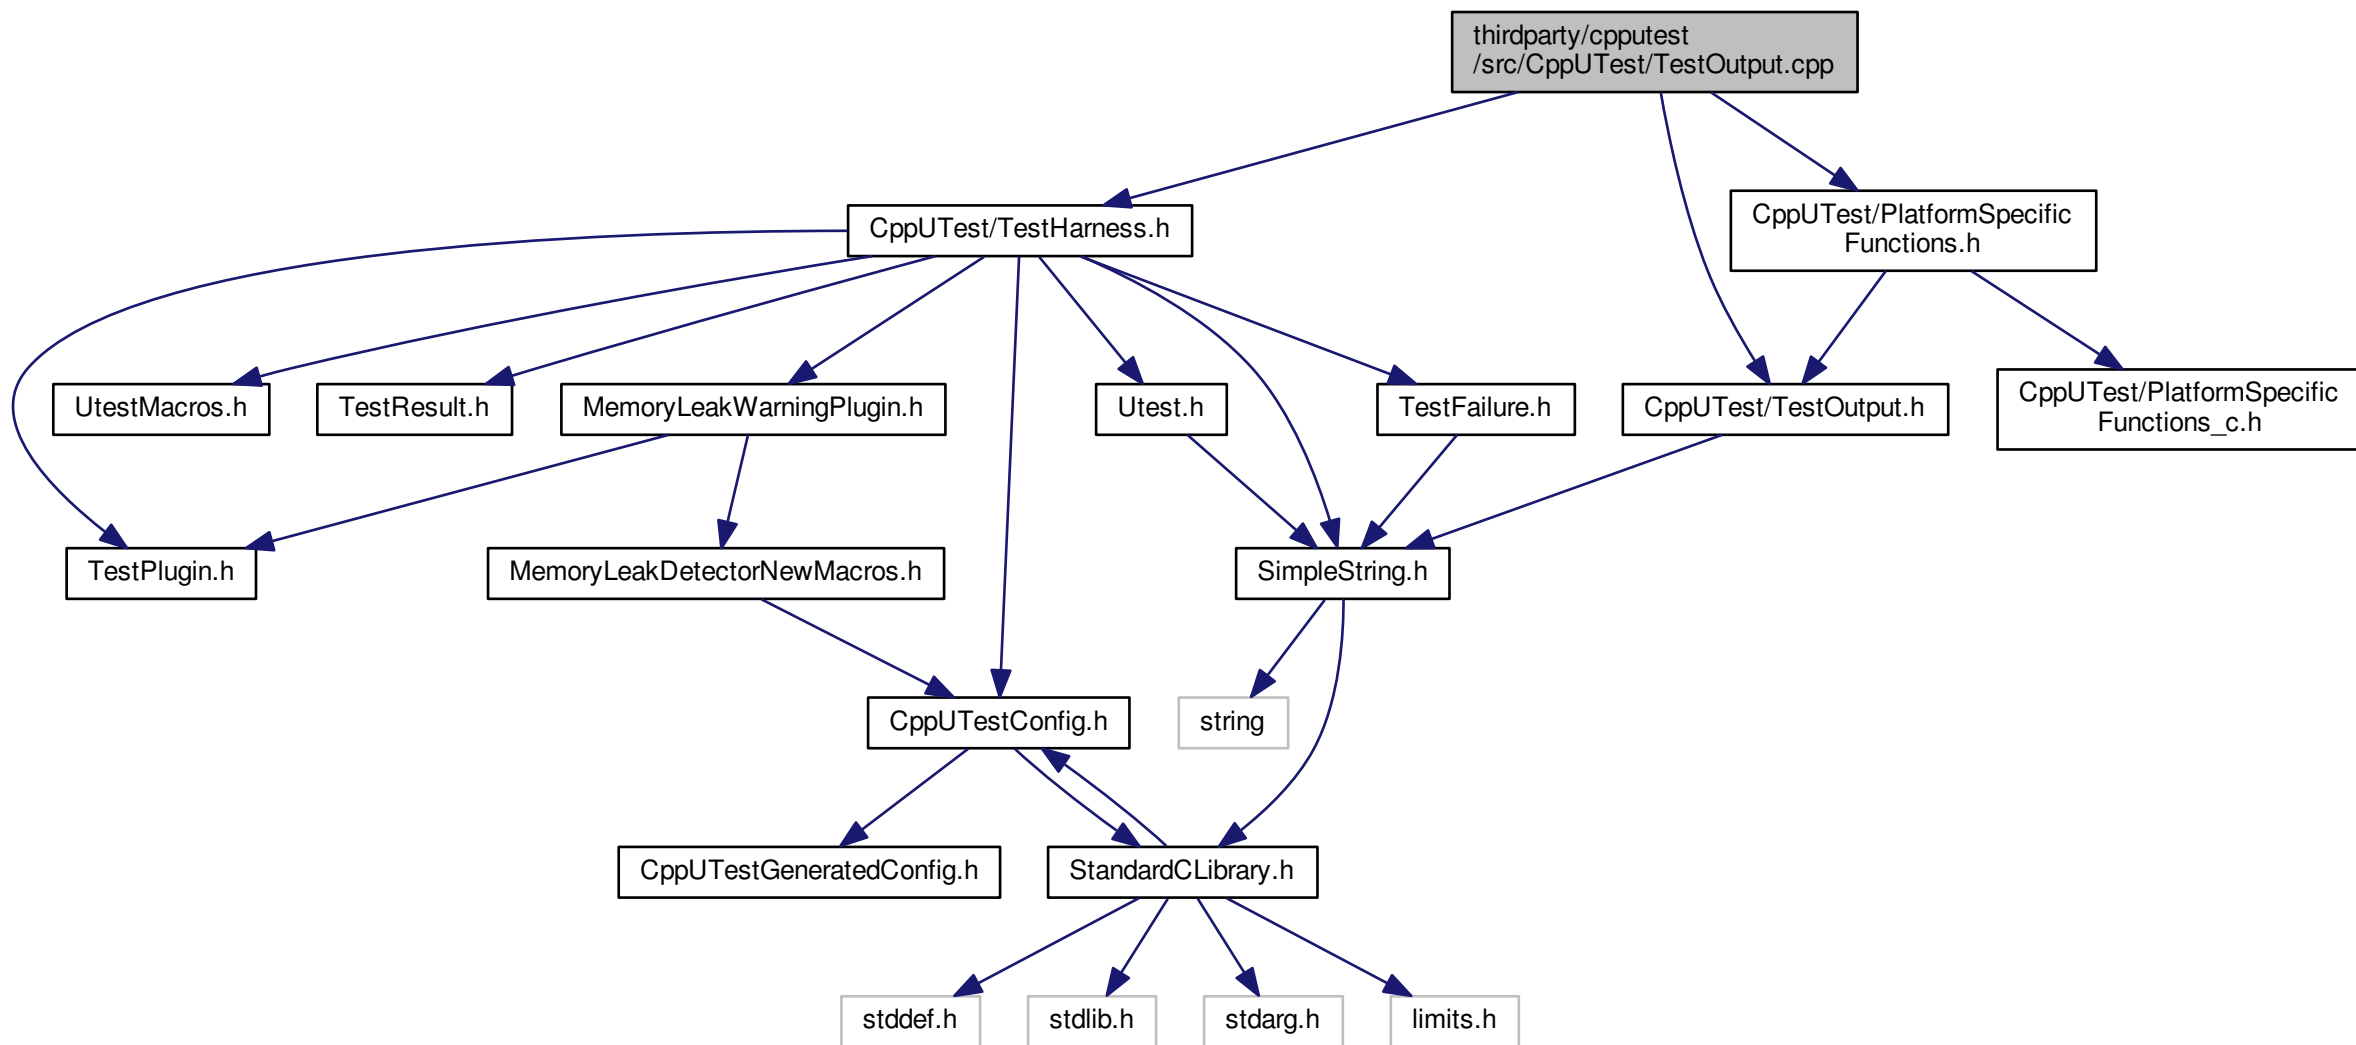 thirdparty/cpputest
/src/CppUTest/TestOutput.cpp
CppUTest/TestHarness.h
CppUTest/PlatformSpecific
Functions.h
UtestMacros.h
TestResult.h
MemoryLeakWarningPlugin.h
Utest.h
TestFailure.h
CppUTest/TestOutput.h
CppUTest/PlatformSpecific
Functions_c.h
TestPlugin.h
MemoryLeakDetectorNewMacros.h
SimpleString.h
CppUTestConfig.h
string
CppUTestGeneratedConfig.h
StandardCLibrary.h
stddef.h
stdlib.h
stdarg.h
limits.h